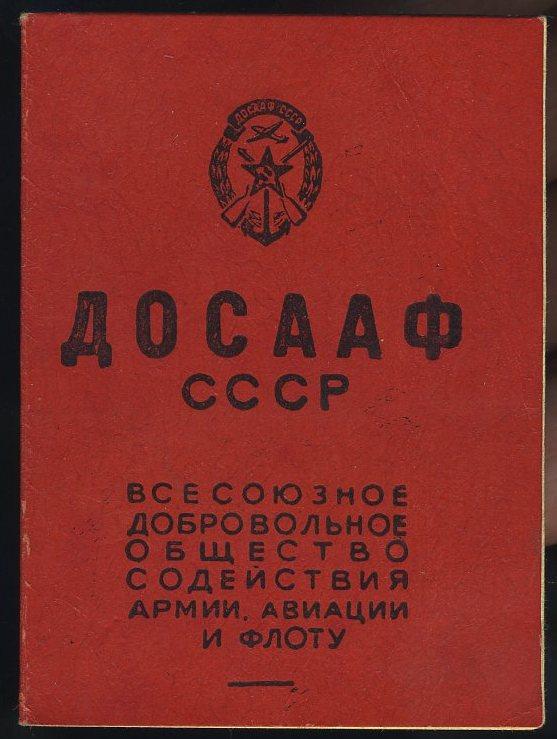 ДОСААФ СССР
ДОСААФ
СССР
ВСЕСОЮЗНОЕ
ДОБРОВОЛЬНОЕ
ОБЩЕСТВО
СОДЕЙСТВИЯ
АРМИИ, АВИАЦИИ
И ФЛОТУ